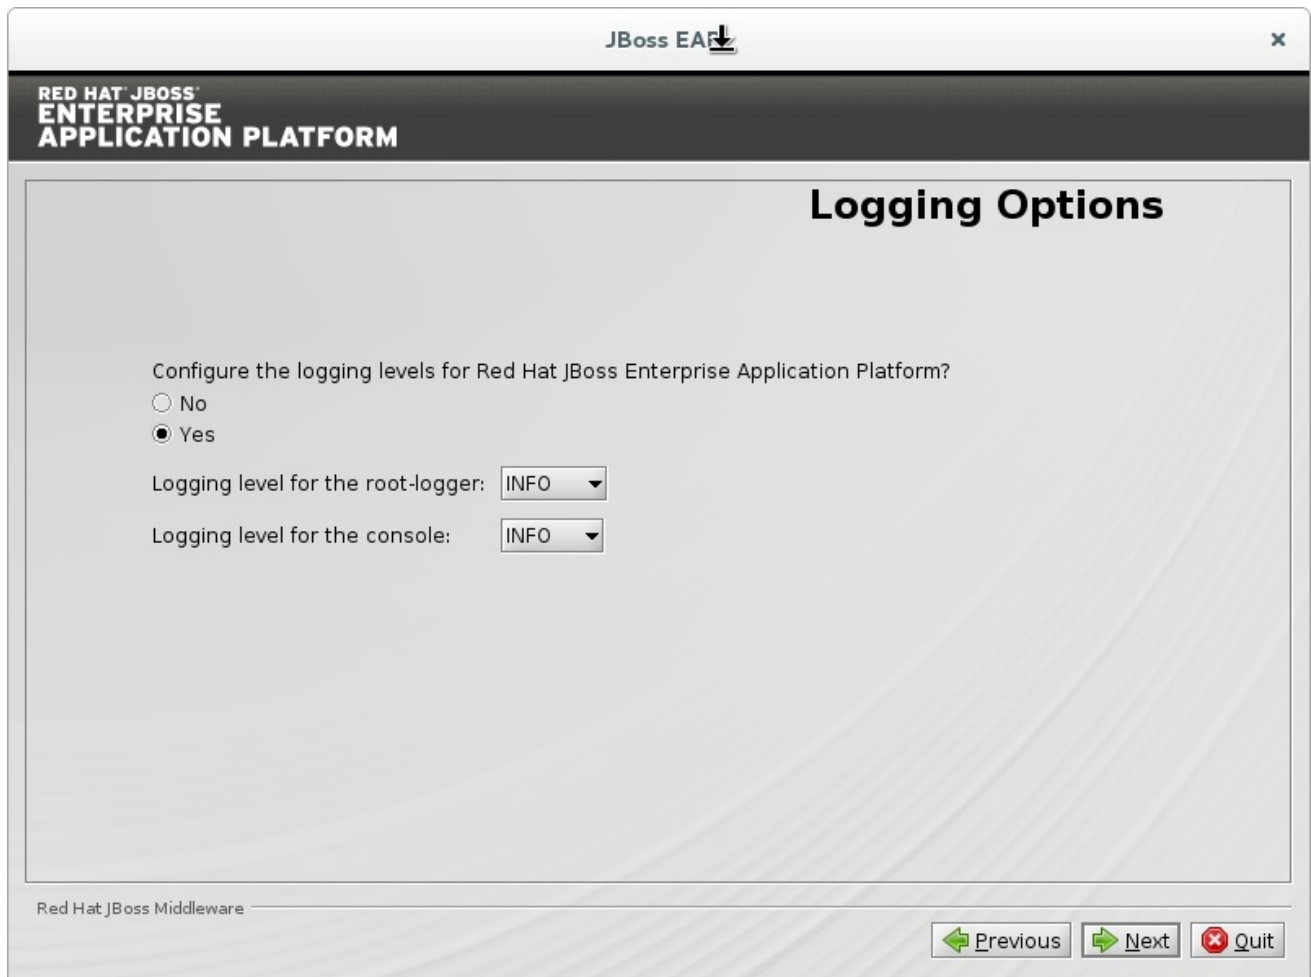 JBoss EAP
RED HAT JBOSS
ENTERPRISE
APPLICATION PLATFORM
Logging Options
Configure the logging levels for Red Hat JBoss Enterprise Application Platform?
No
Yes
Logging level for the root-logger: INFO
Logging level for the console: INFO
Red Hat JBoss Middleware
Previous Next Quit